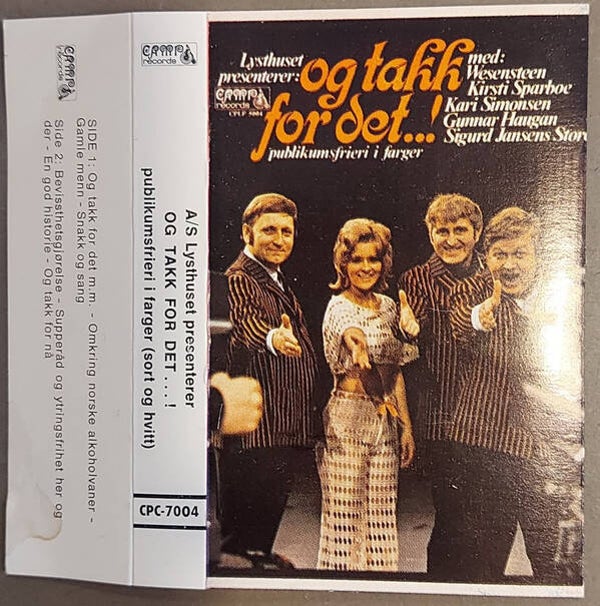 CAMP
records
SIDE 1: Og takk for det m.m. - Omkring norske alkoholvaner -
Gamle menn - Snakk og sang
Side 2: Bevissthetsgjørelse - Supperåd og ytringsfrihet her og
der - En god historie - Og takk for nå
CAMP
records
A/S Lysthuset presenterer
OG TAKK FOR DET . . . !
publikumsfrieri i farger (sort og hvitt)
CPC-7004
Lysthuset
presenterer:
og takk
for det...!
publikumsfrieri i farger
CAMP
records
CPLP 5004
med:
Wesensteen
Kirsti Sparboe
Kari Simonsen
Gunnar Haugan
Sigurd Jansens Stor